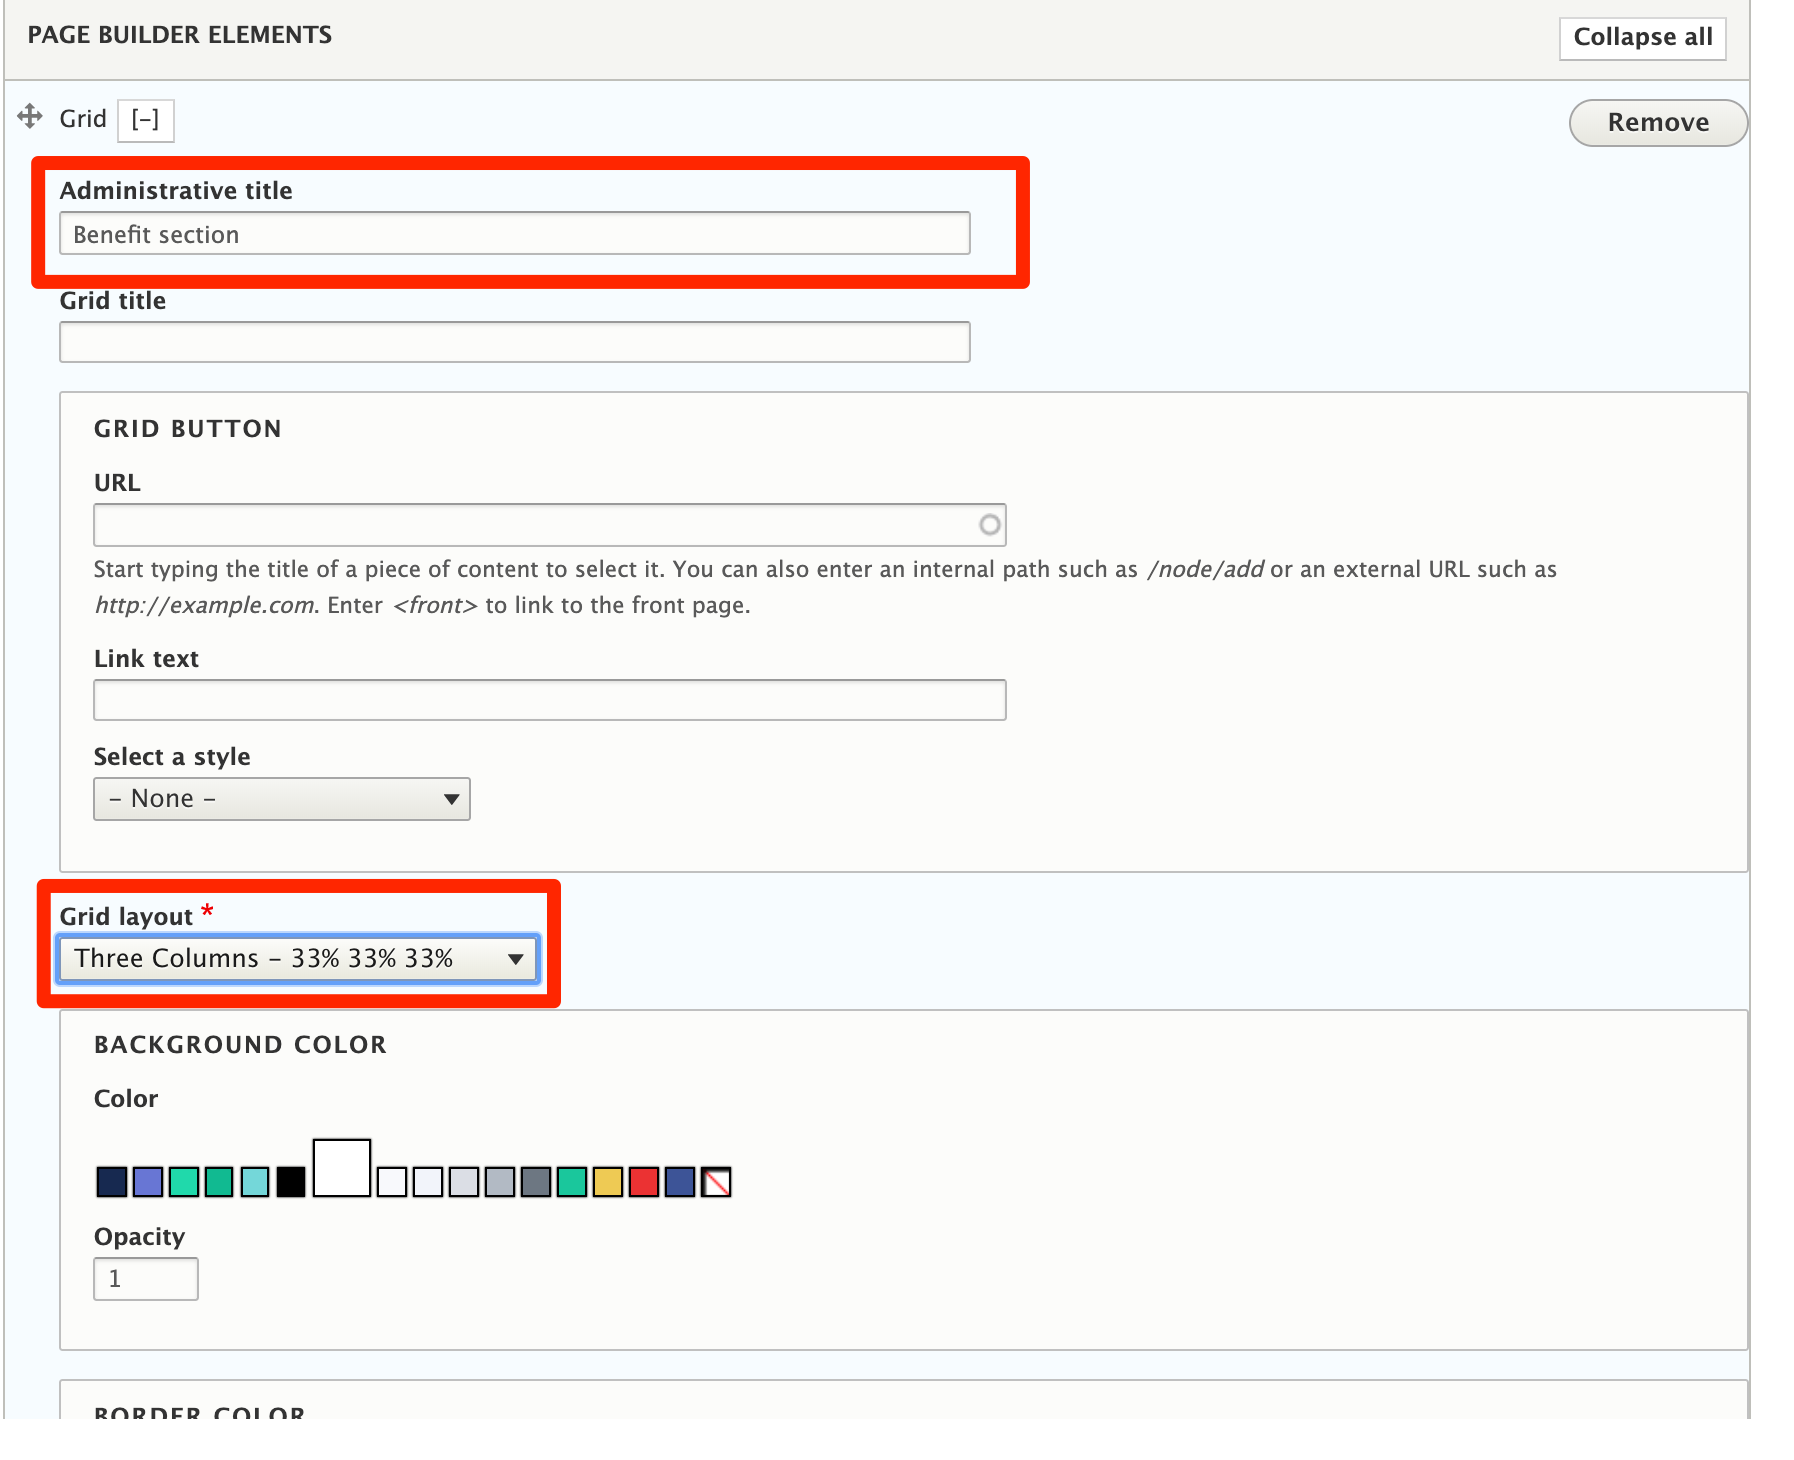 PAGE BUILDER ELEMENTS
Collapse all
Grid [–]
Remove
Administrative title
Benefit section
Grid title
GRID BUTTON
URL
Start typing the title of a piece of content to select it. You can also enter an internal path such as /node/add or an external URL such as
http://example.com. Enter <front> to link to the front page.
Link text
Select a style
– None –
Grid layout *
Three Columns – 33% 33% 33%
BACKGROUND COLOR
Color
Opacity
1
BORDER COLOR